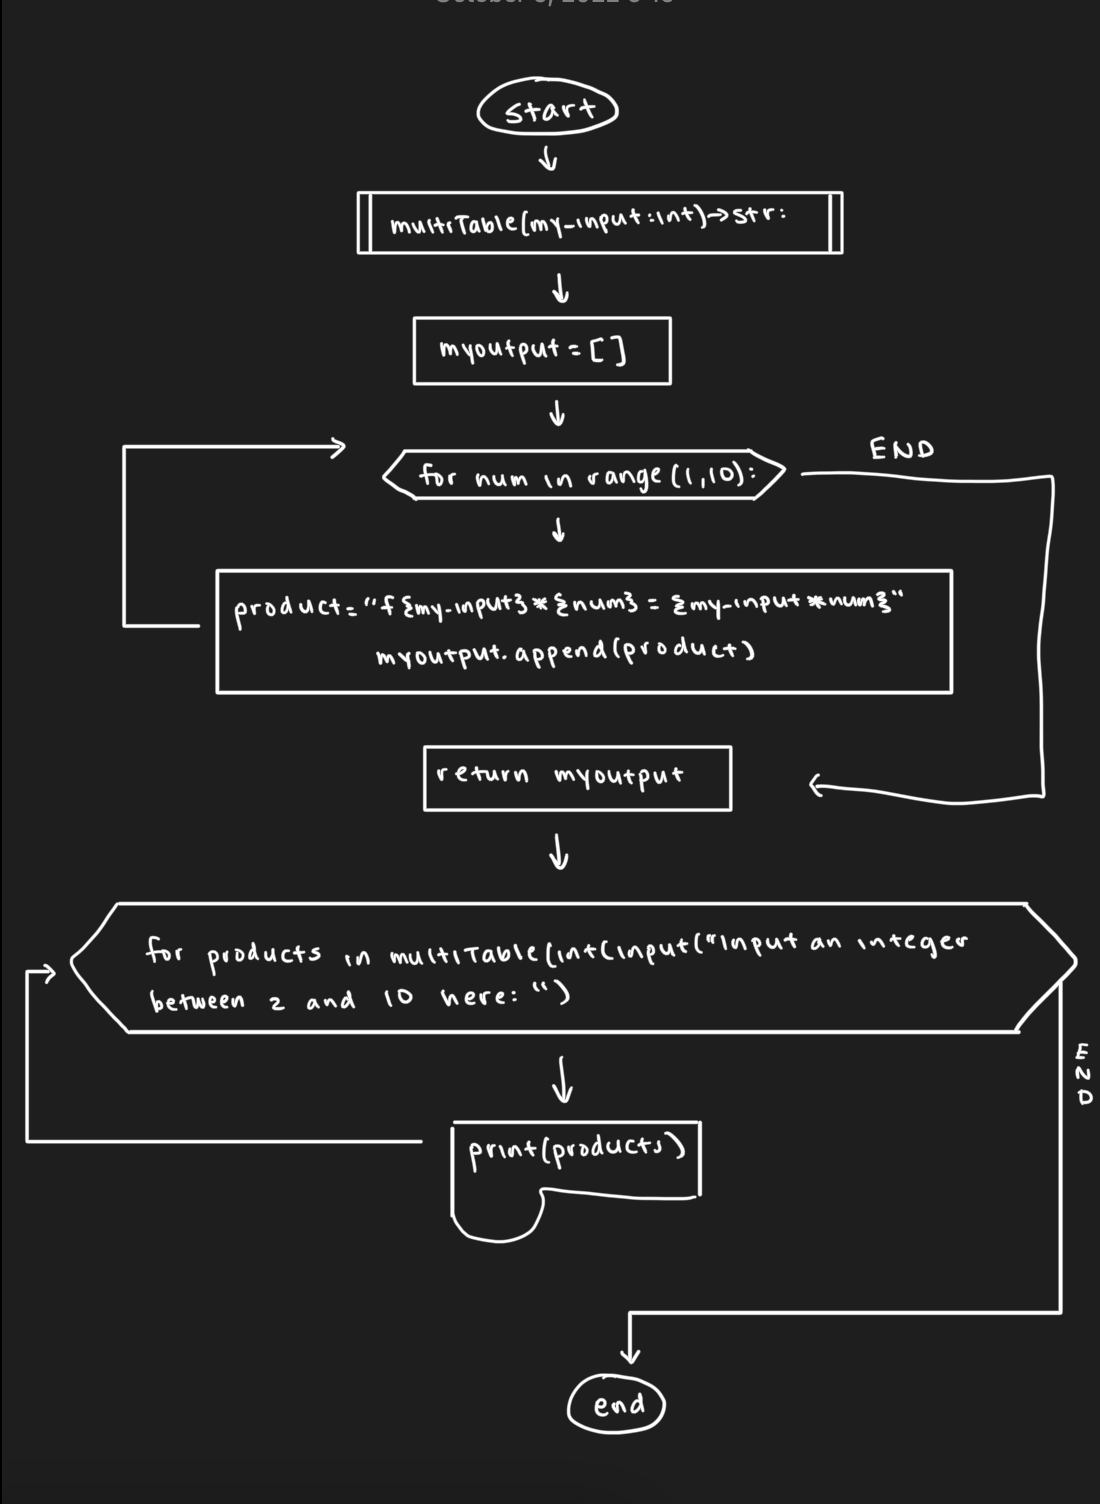 start
multiTable(my-input:int)→str:
myoutput = []
END
for num in range (1,10):
product= "f {my-input} * {num} = {my-input *num}"
myoutput.append(product)
return myoutput
for products in multiTable(int(input("Input an integer
between 2 and 10 here: ")
END
print(products)
end